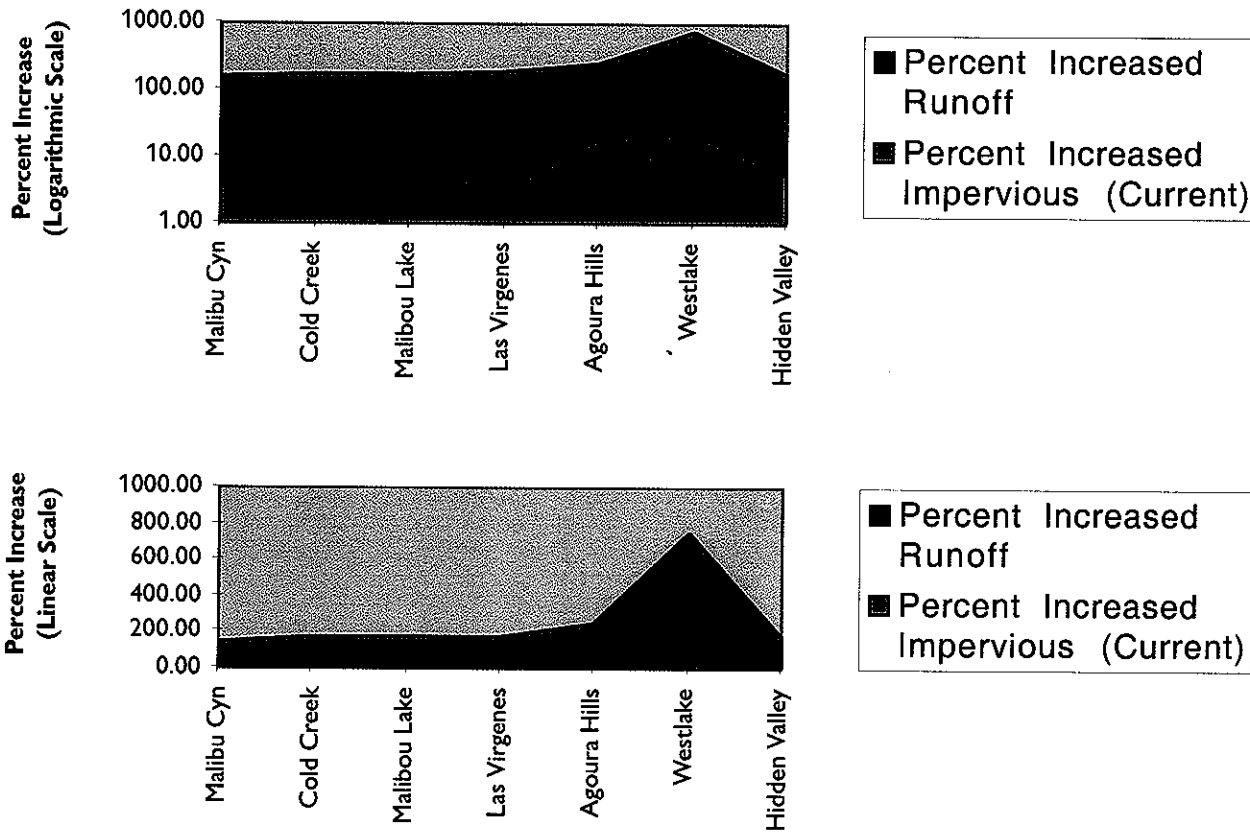 Percent Increase
(Logarithmic Scale)
1000.00
100.00
10.00
1.00
Malibu Cyn
Cold Creek
Malibou Lake
Las Virgenes
Agoura Hills
Westlake
Hidden Valley
Percent Increased
Runoff
Percent Increased
Impervious (Current)
Percent Increase
(Linear Scale)
1000.00
800.00
600.00
400.00
200.00
0.00
Malibu Cyn
Cold Creek
Malibou Lake
Las Virgenes
Agoura Hills
Westlake
Hidden Valley
Percent Increased
Runoff
Percent Increased
Impervious (Current)